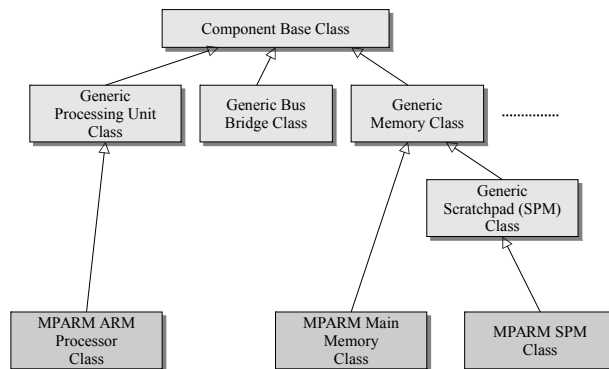 Component Base Class
Generic
Processing Unit
Class
Generic Bus
Bridge Class
Generic
Memory Class
..............
Generic
Scratchpad (SPM)
Class
MPARM ARM
Processor
Class
MPARM Main
Memory
Class
MPARM SPM
Class